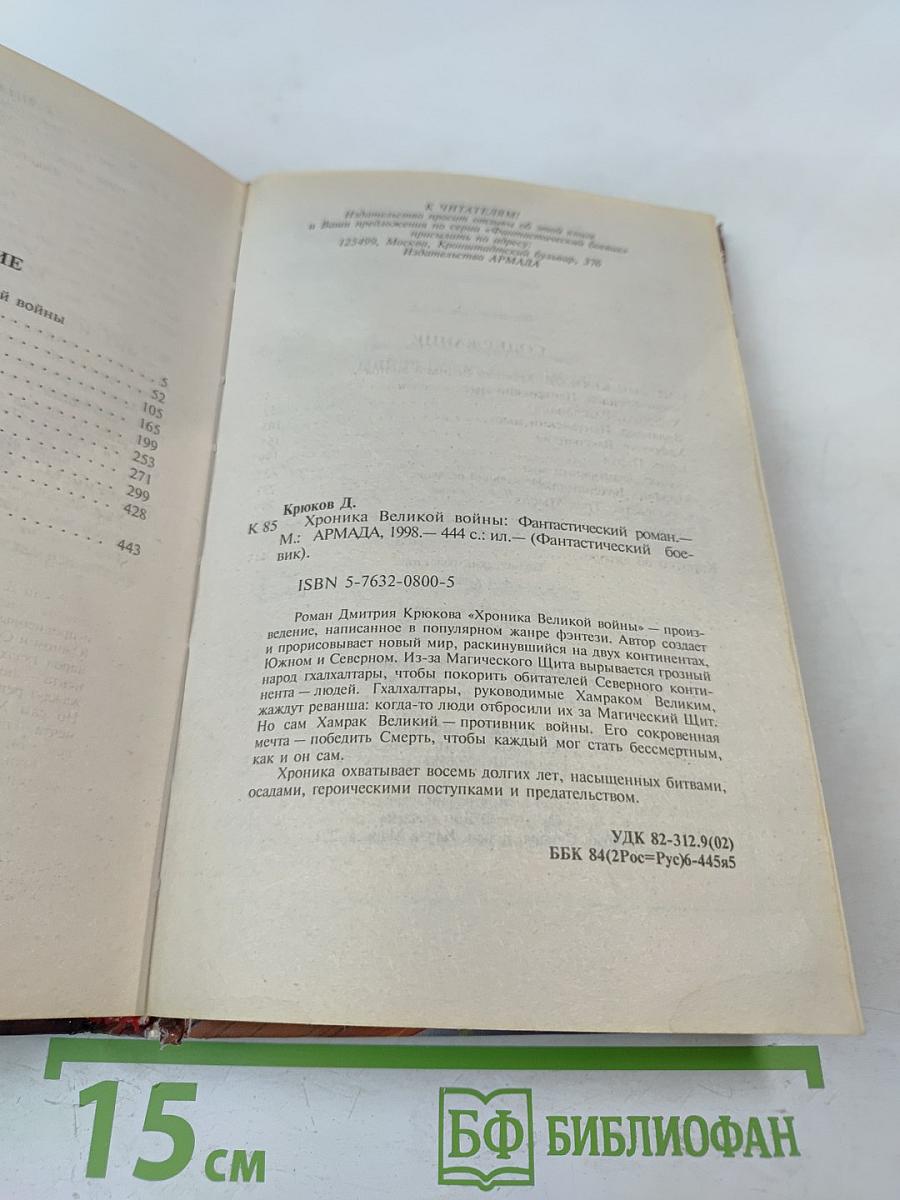 ИЕ
й войны
5
52
105
165
199
253
271
299
428
443
К ЧИТАТЕЛЯМ!
Издательство просит отзывы об этой книге
и Ваши предложения по серии «Фантастический боевик»
присылать по адресу:
125499, Москва, Кронштадтский бульвар, 37б
Издательство АРМАДА
Крюков Д.
К 85 Хроника Великой войны: Фантастический роман.—
М.: АРМАДА, 1998.— 444 с.: ил.— (Фантастический бое-
вик).
ISBN 5-7632-0800-5
Роман Дмитрия Крюкова «Хроника Великой войны» — произ-
ведение, написанное в популярном жанре фэнтези. Автор создает
и прорисовывает новый мир, раскинувшийся на двух континентах,
Южном и Северном. Из-за Магического Щита вырывается грозный
народ гхалхалтары, чтобы покорить обитателей Северного конти-
нента — людей. Гхалхалтары, руководимые Хамраком Великим,
жаждут реванша: когда-то люди отбросили их за Магический Щит.
Но сам Хамрак Великий — противник войны. Его сокровенная
мечта — победить Смерть, чтобы каждый мог стать бессмертным,
как и он сам.
Хроника охватывает восемь долгих лет, насыщенных битвами,
осадами, героическими поступками и предательством.
УДК 82-312.9(02)
ББК 84(2Рос=Рус)6-445я5
15 см
БФ БИБЛИОФАН